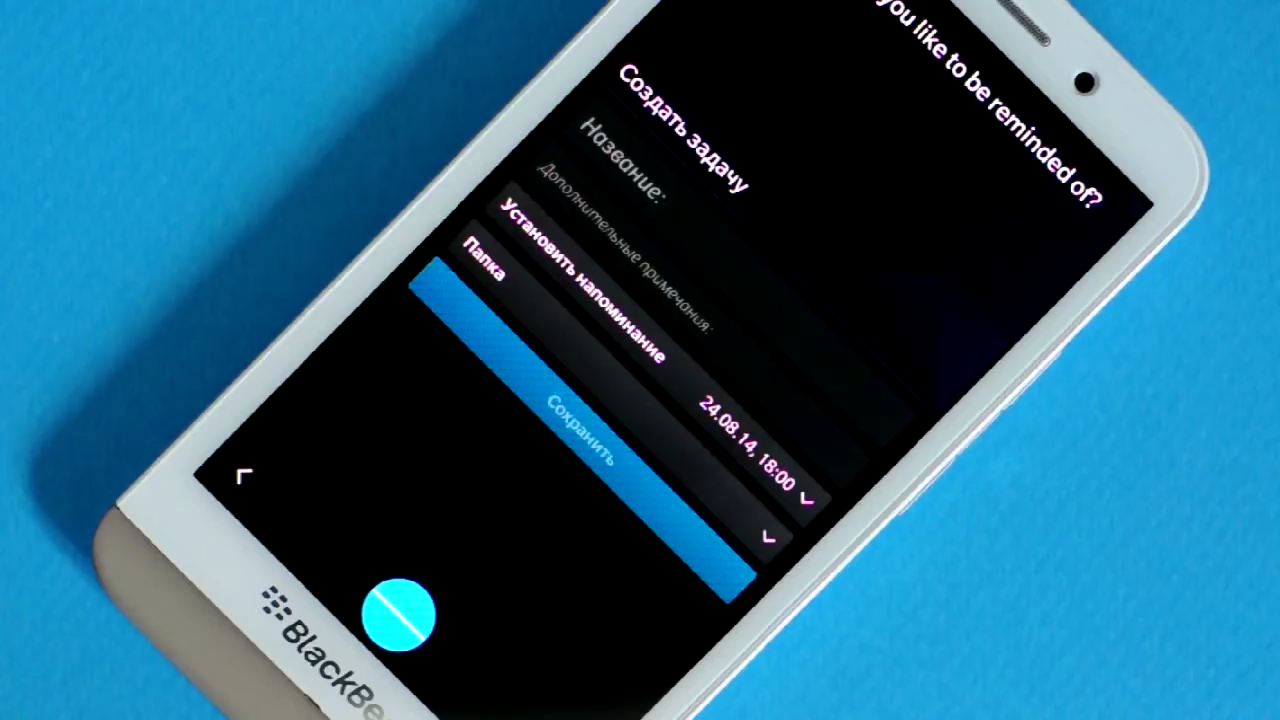 you like to be reminded of?
Создать задачу
Название:
Дополнительные примечания:
Установить напоминание 24.08.14, 18:00
Папка
Сохранить
BlackBe